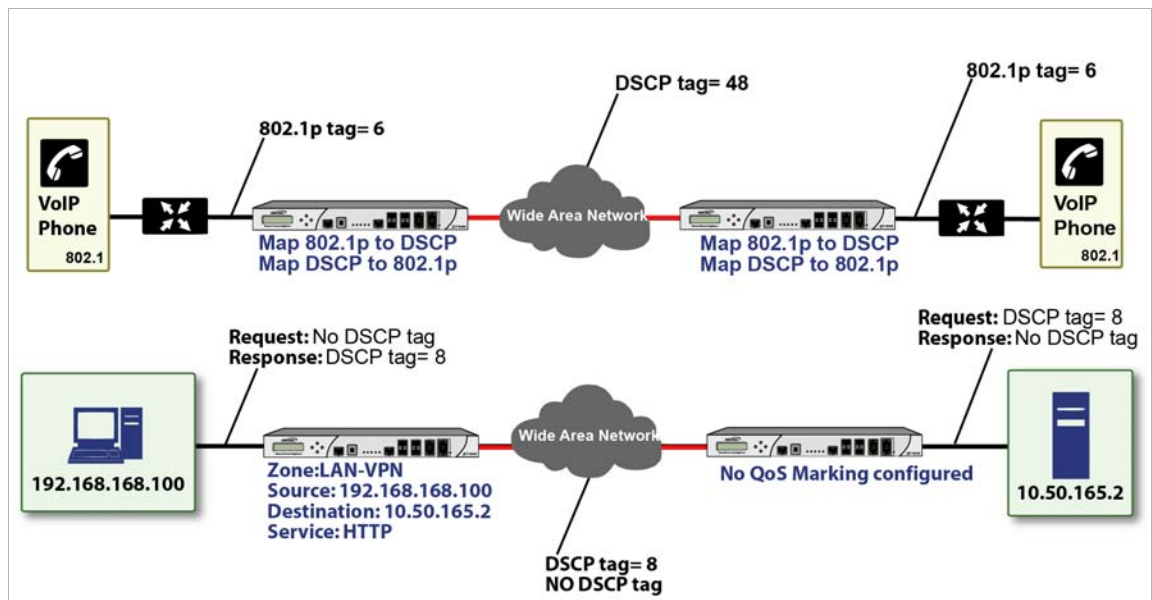 DSCP tag= 48
802.1p tag= 6
802.1p tag= 6
VoIP
Phone
802.1
Wide Area Network
Map 802.1p to DSCP
Map DSCP to 802.1p
Map 802.1p to DSCP
Map DSCP to 802.1p
VoIP
Phone
802.1
Request: No DSCP tag
Response: DSCP tag= 8
Request: DSCP tag= 8
Response: No DSCP tag
192.168.168.100
Wide Area Network
Zone:LAN-VPN
Source: 192.168.168.100
Destination: 10.50.165.2
Service: HTTP
No QoS Marking configured
10.50.165.2
DSCP tag= 8
NO DSCP tag